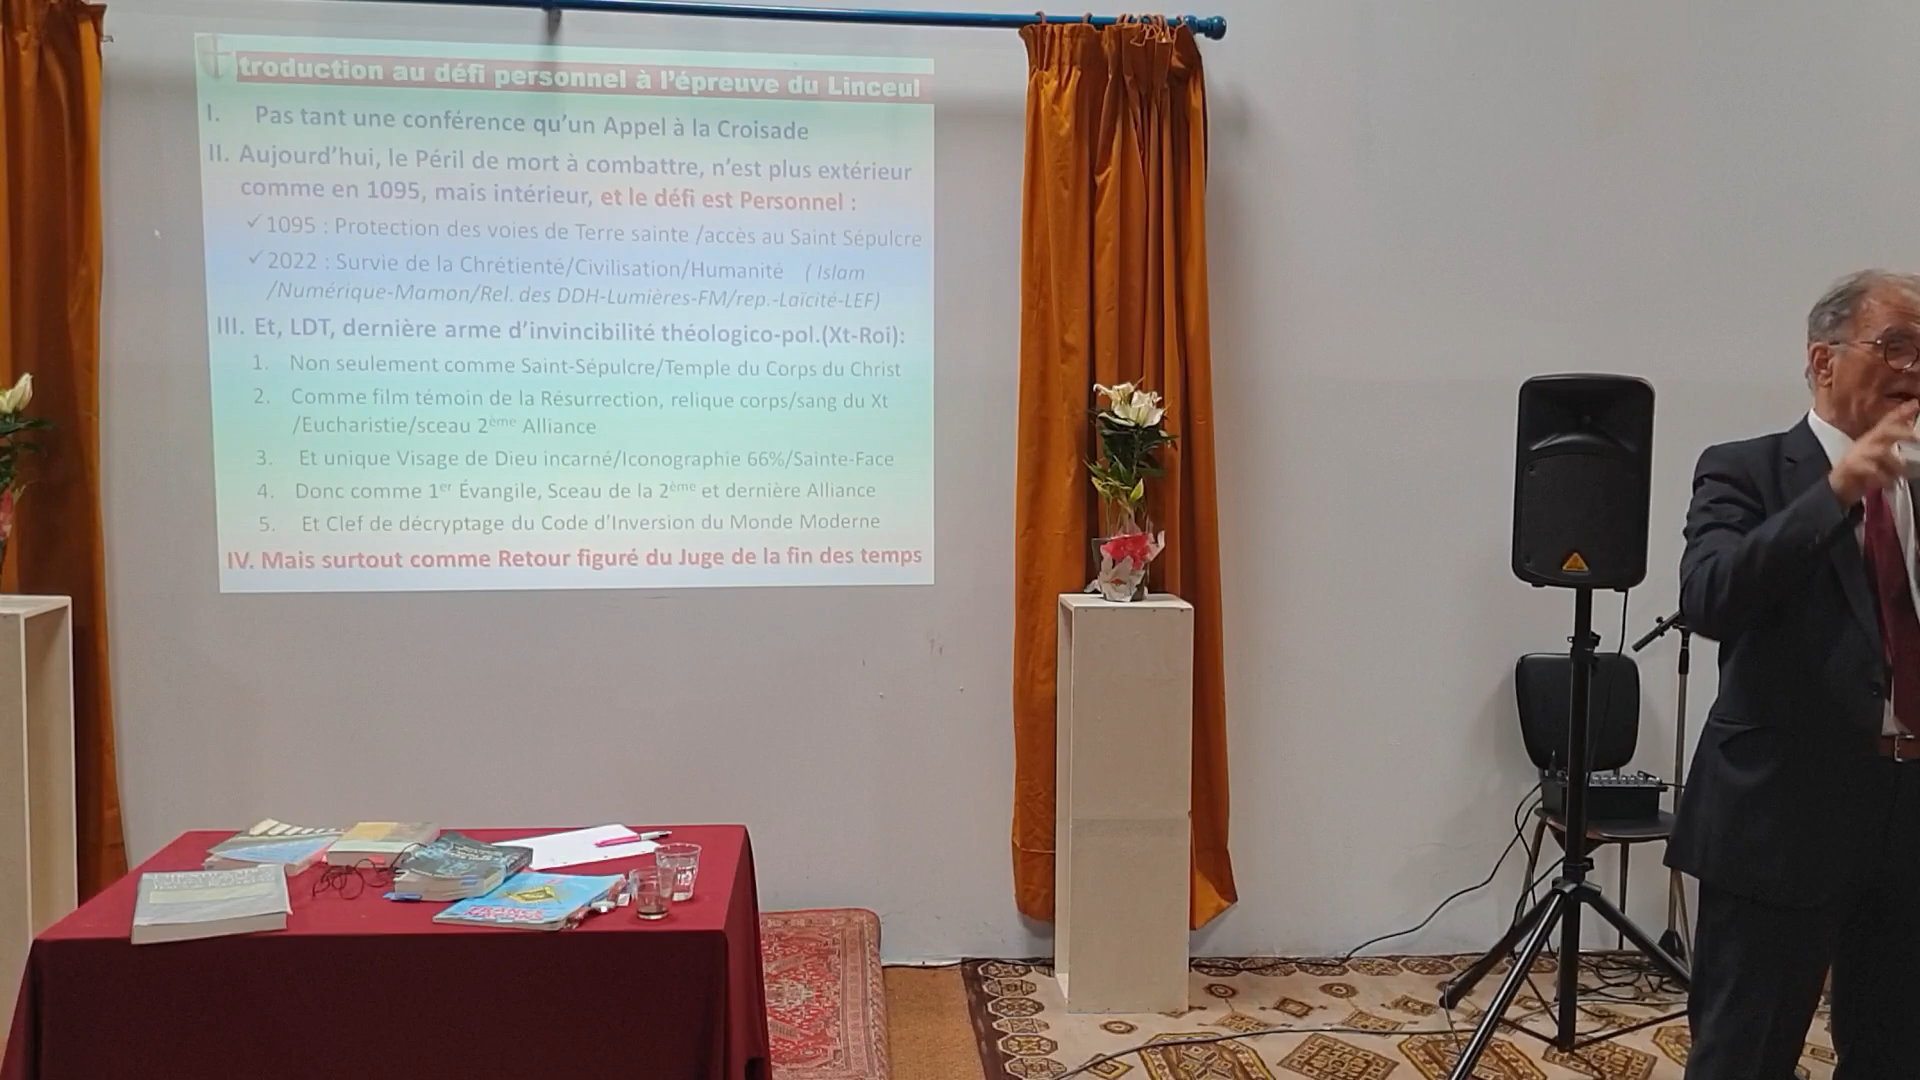 troduction au défi personnel à l'épreuve du Linceul
I. Pas tant une conférence qu'un Appel à la Croisade
II. Aujourd'hui, le Péril de mort à combattre, n'est plus extérieur
comme en 1095, mais intérieur, et le défi est Personnel :
✓ 1095 : Protection des voies de Terre sainte /accès au Saint Sépulcre
✓ 2022 : Survie de la Chrétienté/Civilisation/Humanité ( Islam
/Numérique-Mamon/Rel. des DDH-Lumières-FM/rep.-Laïcité-LEF)
III. Et, LDT, dernière arme d'invincibilité théologico-pol.(Xt-Roi):
1. Non seulement comme Saint-Sépulcre/Temple du Corps du Christ
2. Comme film témoin de la Résurrection, relique corps/sang du Xt
/Eucharistie/sceau 2ème Alliance
3. Et unique Visage de Dieu incarné/Iconographie 66%/Sainte-Face
4. Donc comme 1er Évangile, Sceau de la 2ème et dernière Alliance
5. Et Clef de décryptage du Code d'Inversion du Monde Moderne
IV. Mais surtout comme Retour figuré du Juge de la fin des temps